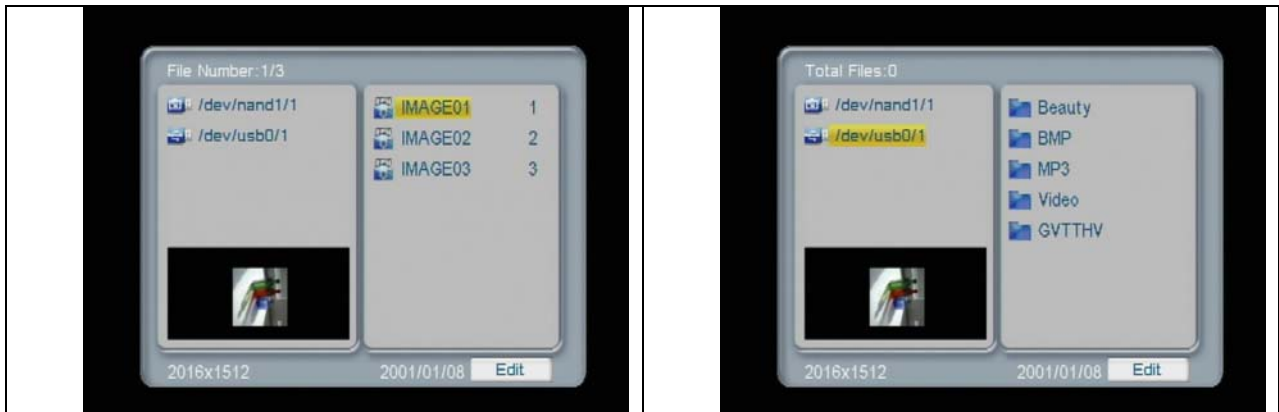 File Number:1/3
/dev/nand1/1
/dev/usb0/1
IMAGE01 1
IMAGE02 2
IMAGE03 3
2016x1512
2001/01/08 Edit
Total Files:0
/dev/nand1/1
/dev/usb0/1
Beauty
BMP
MP3
Video
GVTTHV
2016x1512
2001/01/08 Edit